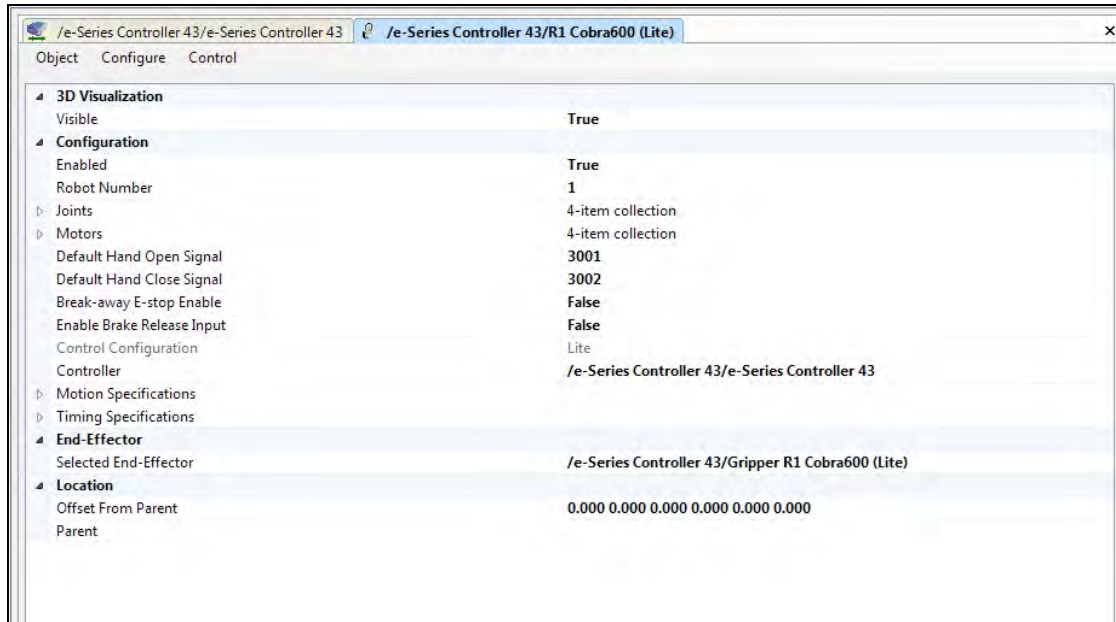 /e-Series Controller 43/e-Series Controller 43 /e-Series Controller 43/R1 Cobra600 (Lite)
Object Configure Control
3D Visualization
Visible True
Configuration
Enabled True
Robot Number 1
Joints 4-item collection
Motors 4-item collection
Default Hand Open Signal 3001
Default Hand Close Signal 3002
Break-away E-stop Enable False
Enable Brake Release Input False
Control Configuration Lite
Controller /e-Series Controller 43/e-Series Controller 43
Motion Specifications
Timing Specifications
End-Effector
Selected End-Effector /e-Series Controller 43/Gripper R1 Cobra600 (Lite)
Location
Offset From Parent 0.000 0.000 0.000 0.000 0.000 0.000
Parent